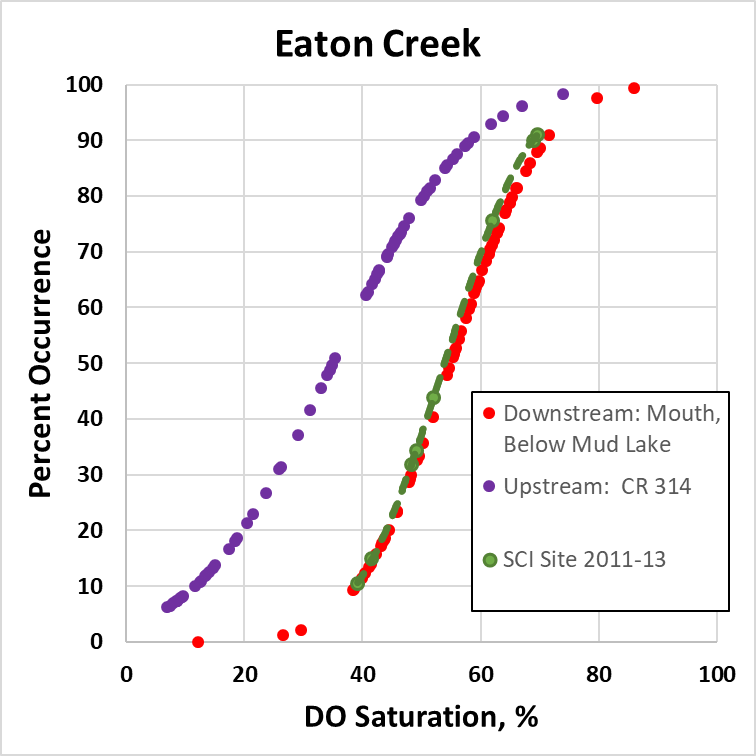 Eaton Creek
100
90
80
70
60
50
40
30
20
10
0
Percent Occurrence
Downstream: Mouth,
Below Mud Lake
Upstream:  CR 314
SCI Site 2011-13
0 20 40 60 80 100
DO Saturation, %